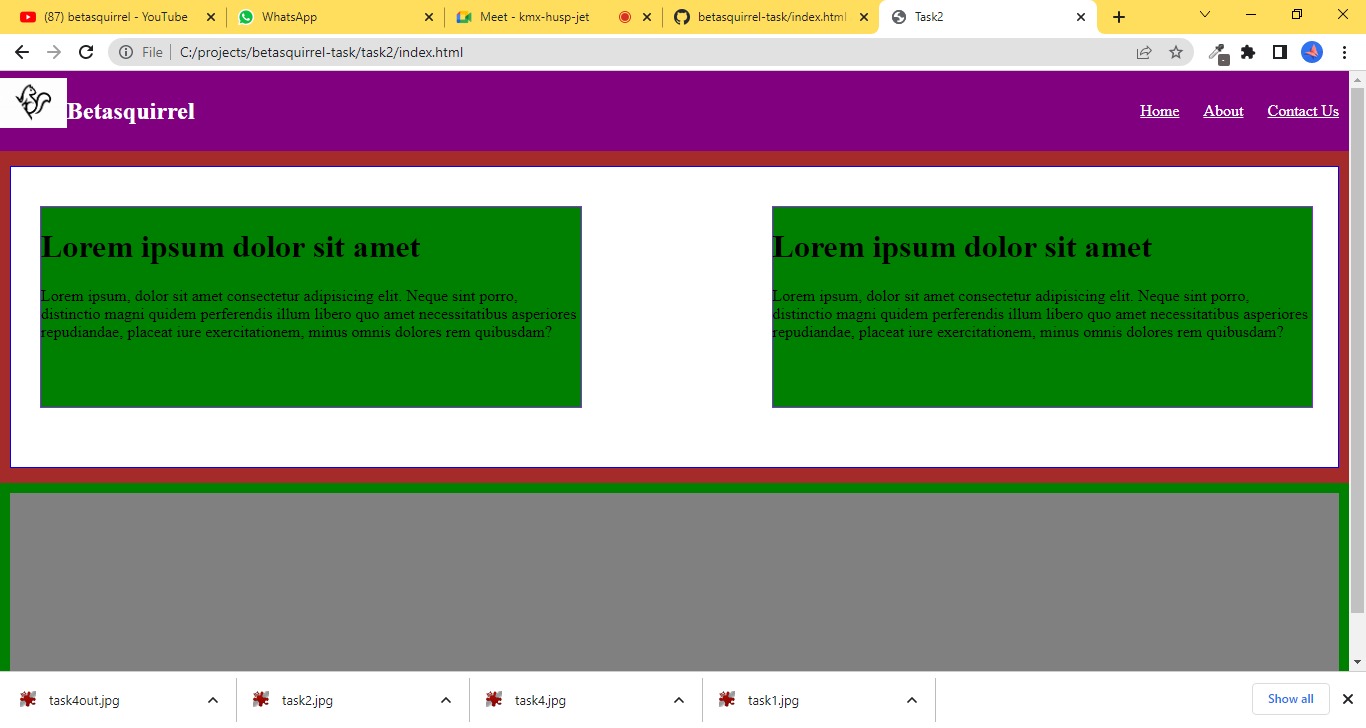 (87) betasquirrel - YouTube
WhatsApp
Meet - kmx-husp-jet
betasquirrel-task/index.html
Task2
File
C:/projects/betasquirrel-task/task2/index.html
Betasquirrel
Home
About
Contact Us
Lorem ipsum dolor sit amet
Lorem ipsum, dolor sit amet consectetur adipisicing elit. Neque sint porro,
distinctio magni quidem perferendis illum libero quo amet necessitatibus asperiores
repudiandae, placeat iure exercitationem, minus omnis dolores rem quibusdam?
Lorem ipsum dolor sit amet
Lorem ipsum, dolor sit amet consectetur adipisicing elit. Neque sint porro,
distinctio magni quidem perferendis illum libero quo amet necessitatibus asperiores
repudiandae, placeat iure exercitationem, minus omnis dolores rem quibusdam?
task4out.jpg
task2.jpg
task4.jpg
task1.jpg
Show all